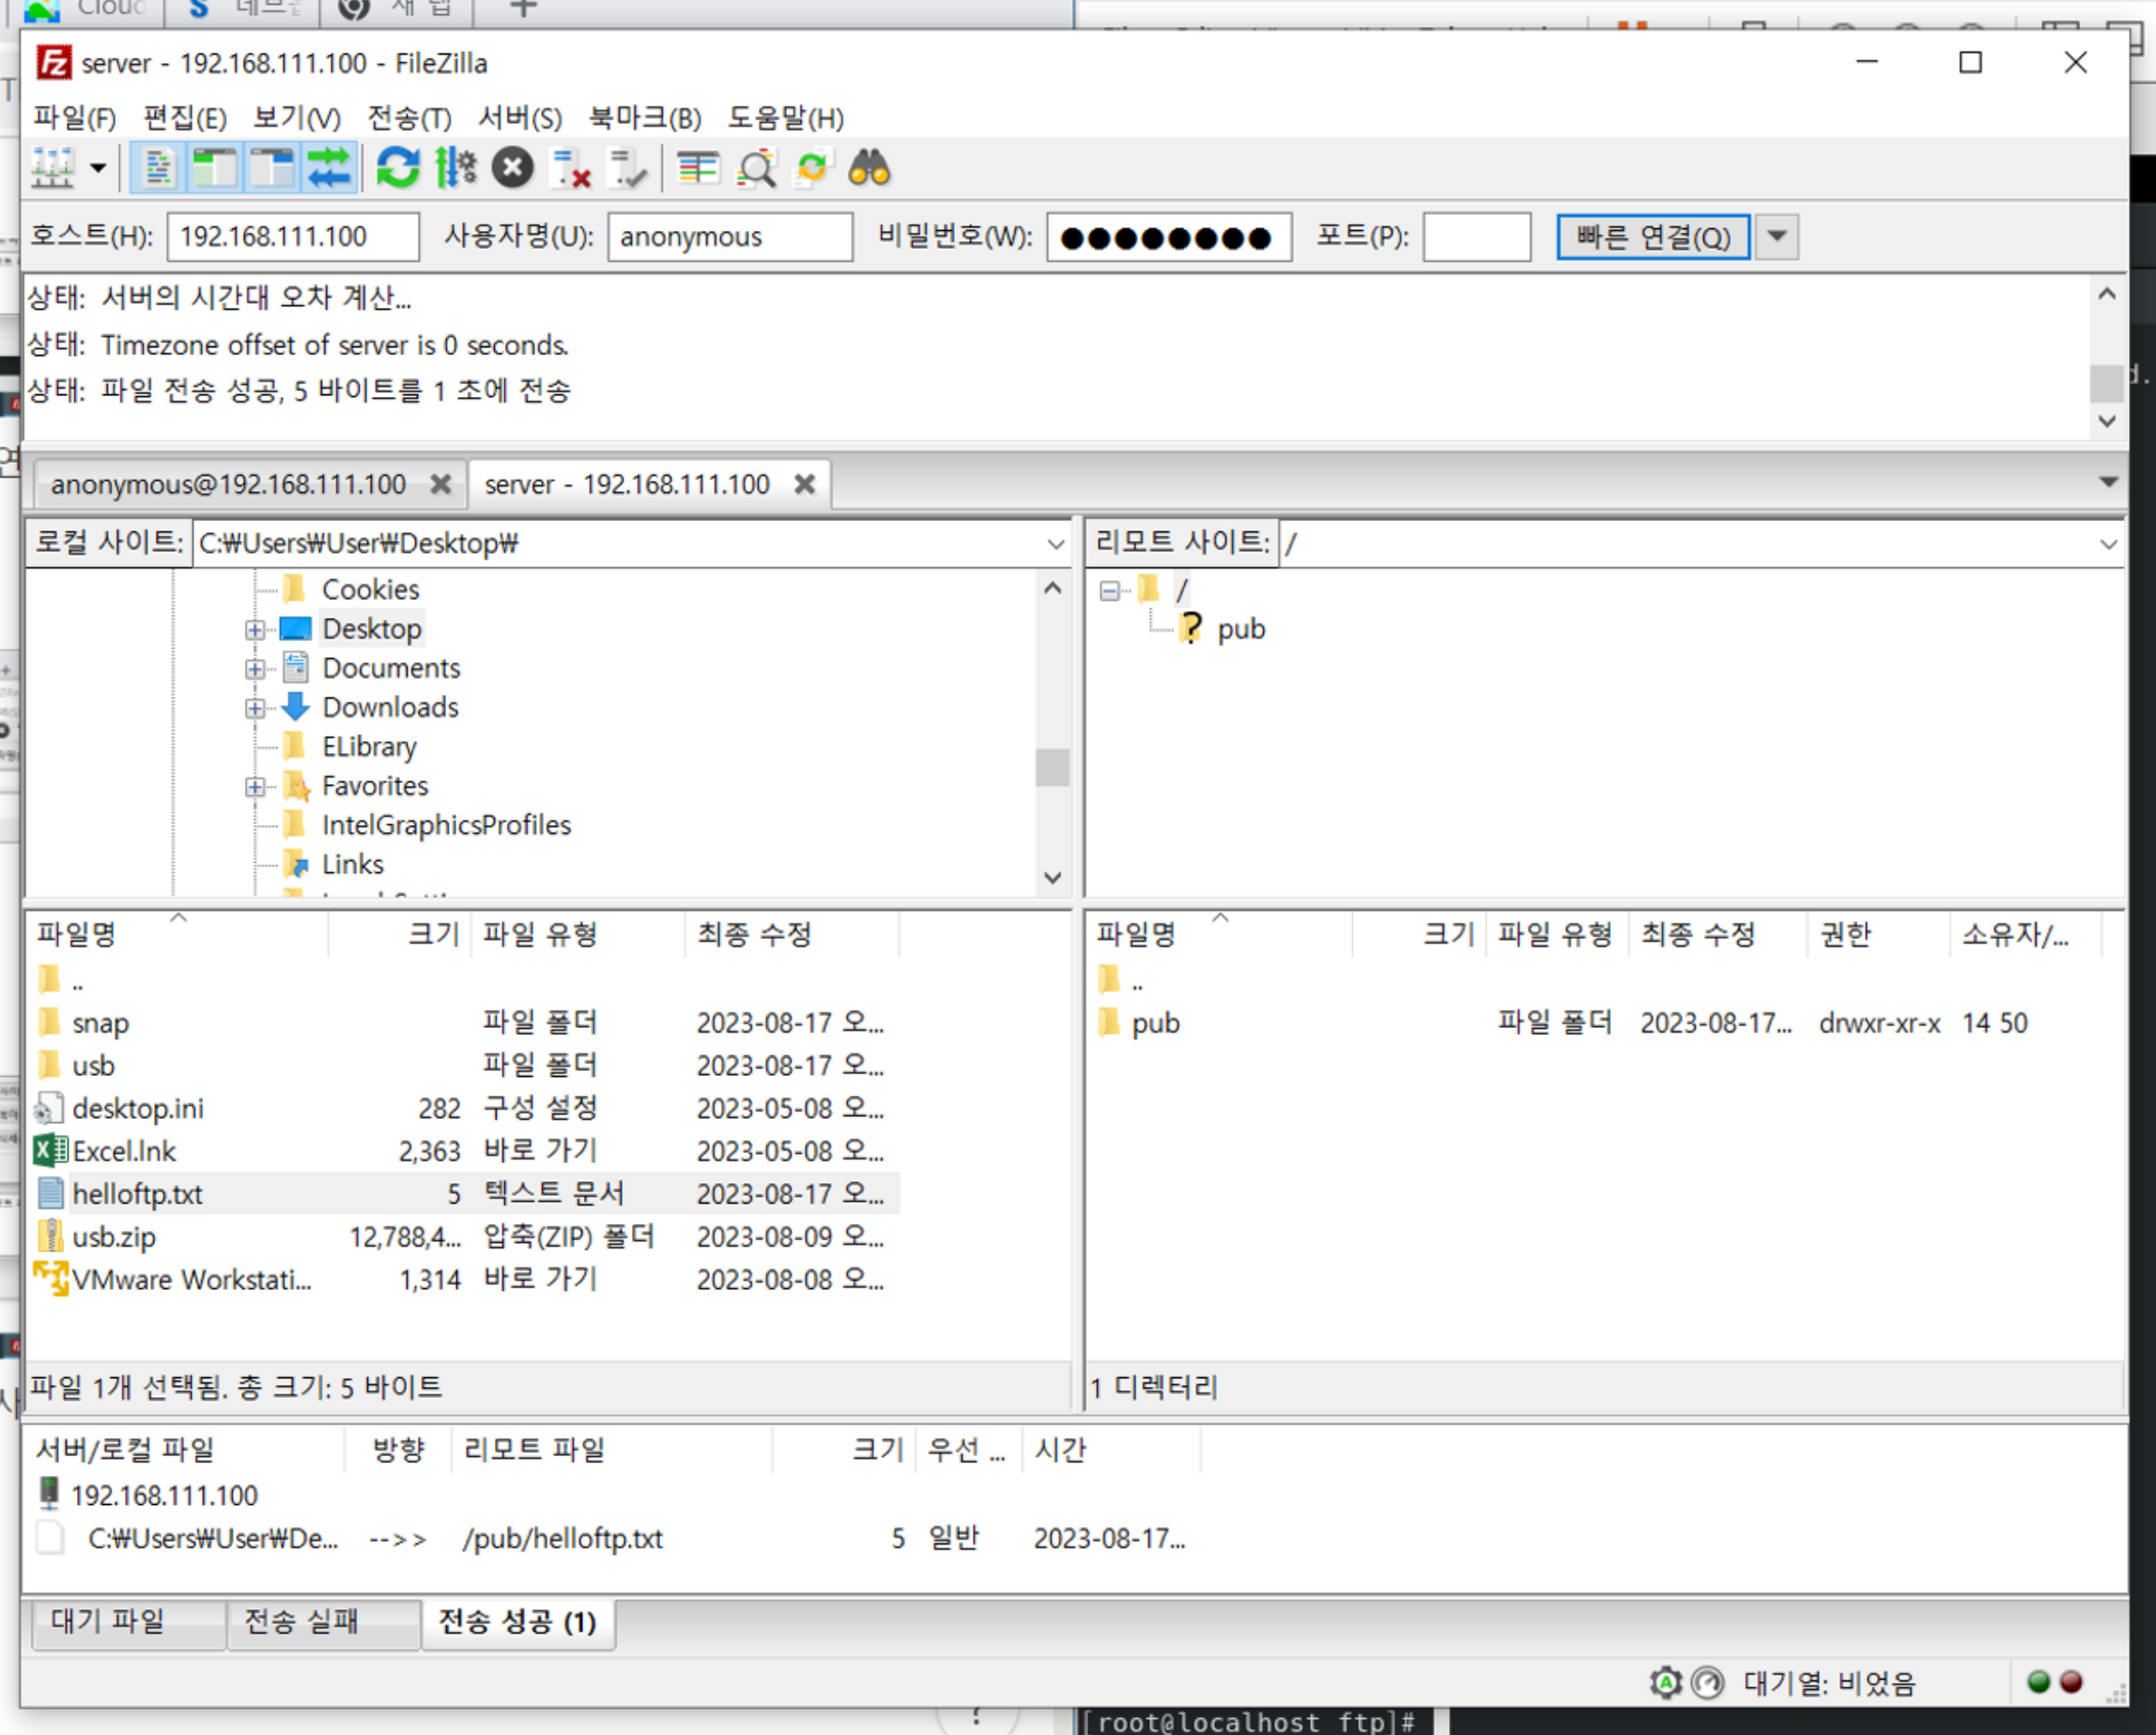 Cloud
새 탭
server - 192.168.111.100 - FileZilla
파일(F) 편집(E) 보기(V) 전송(T) 서버(S) 북마크(B) 도움말(H)
호스트(H): 192.168.111.100 사용자명(U): anonymous 비밀번호(W): ●●●●●●●● 포트(P): 빠른 연결(Q)
상태: 서버의 시간대 오차 계산...
상태: Timezone offset of server is 0 seconds.
상태: 파일 전송 성공, 5 바이트를 1 초에 전송
anonymous@192.168.111.100 server - 192.168.111.100
로컬 사이트: C:₩Users₩User₩Desktop₩
Cookies
Desktop
Documents
Downloads
ELibrary
Favorites
IntelGraphicsProfiles
Links
리모트 사이트: /
/
? pub
파일명 크기 파일 유형 최종 수정
..
snap 파일 폴더 2023-08-17 오...
usb 파일 폴더 2023-08-17 오...
desktop.ini 282 구성 설정 2023-05-08 오...
Excel.lnk 2,363 바로 가기 2023-05-08 오...
helloftp.txt 5 텍스트 문서 2023-08-17 오...
usb.zip 12,788,4... 압축(ZIP) 폴더 2023-08-09 오...
VMware Workstati... 1,314 바로 가기 2023-08-08 오...
파일 1개 선택됨. 총 크기: 5 바이트
파일명 크기 파일 유형 최종 수정 권한 소유자/...
..
pub 파일 폴더 2023-08-17... drwxr-xr-x 14 50
1 디렉터리
서버/로컬 파일 방향 리모트 파일 크기 우선 ... 시간
192.168.111.100
C:₩Users₩User₩De... -->> /pub/helloftp.txt 5 일반 2023-08-17...
대기 파일 전송 실패 전송 성공 (1)
대기열: 비었음
[root@localhost ftp]#